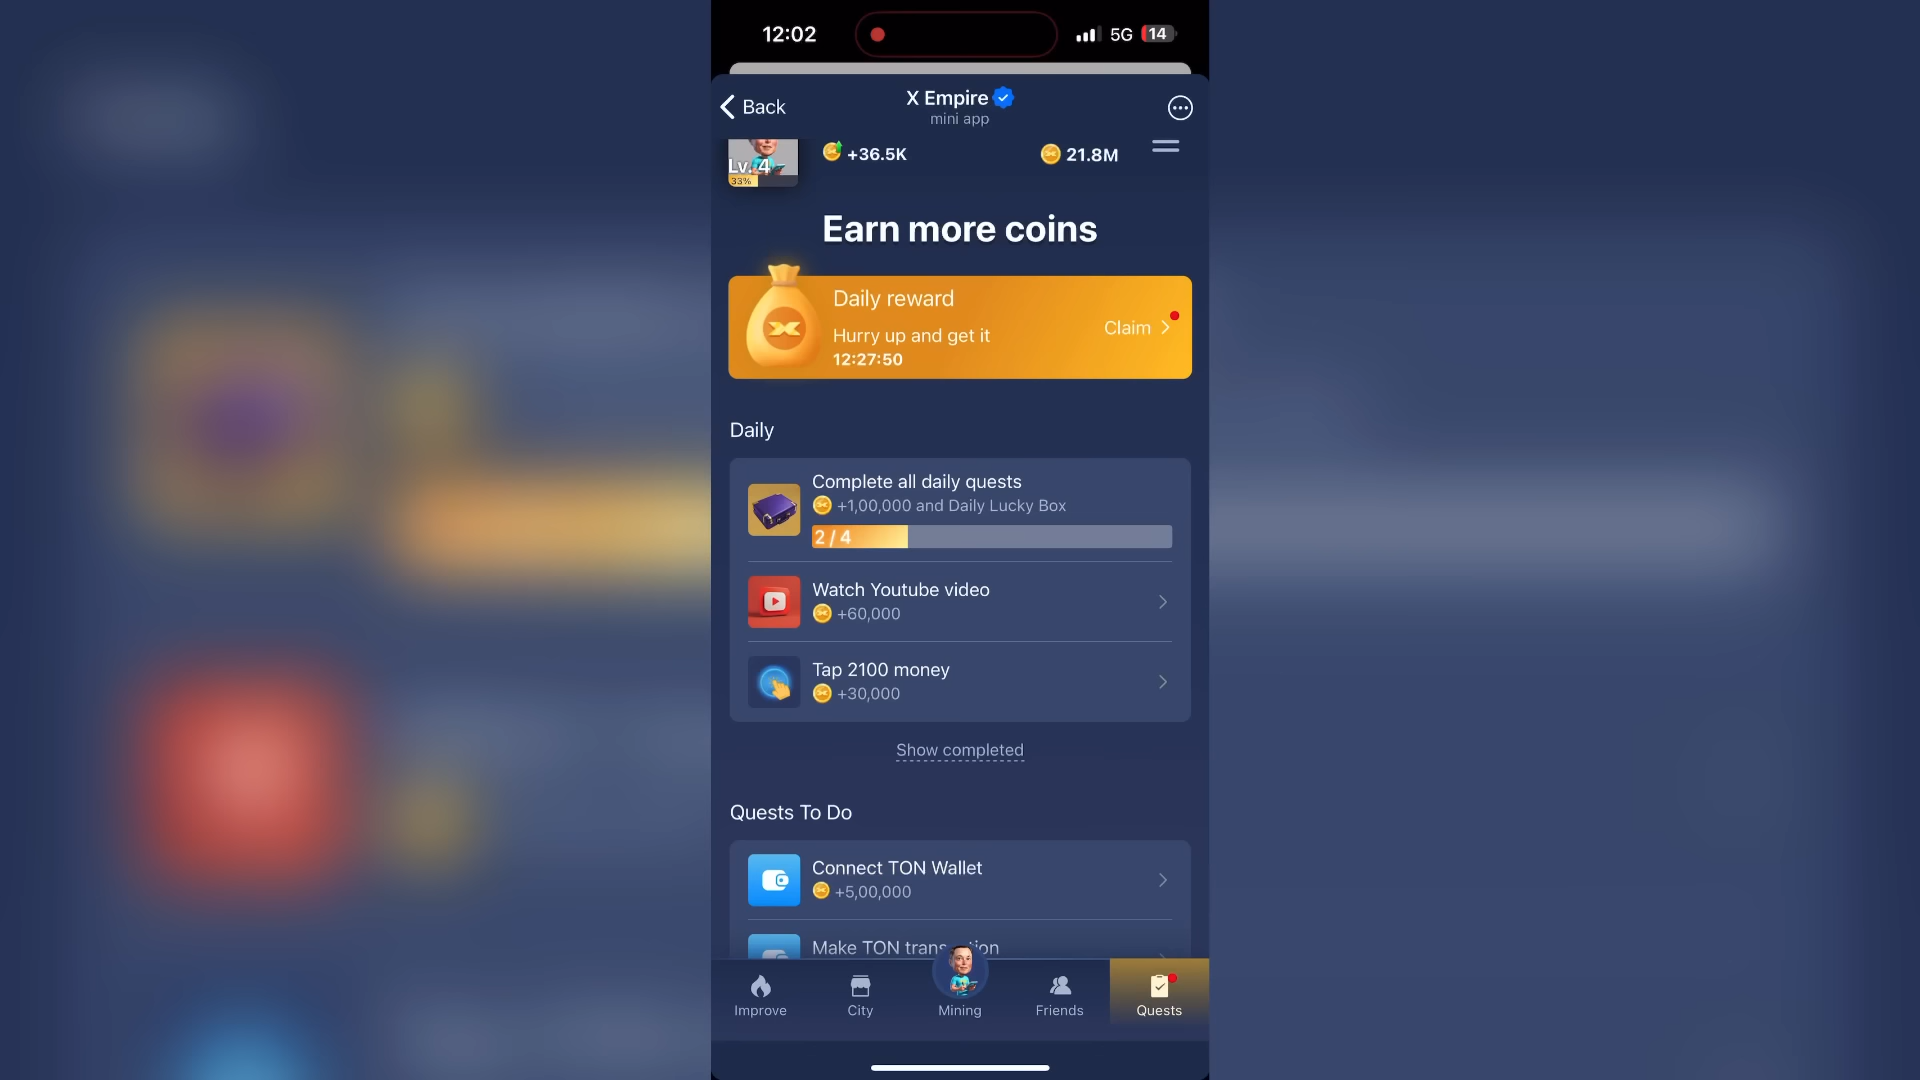 12:02
5G 14
Back
X Empire
mini app
Lv. 4
33%
+36.5K
21.8M
Earn more coins
Daily reward
Hurry up and get it
12:27:50
Claim
Daily
Complete all daily quests
+1,00,000 and Daily Lucky Box
2 / 4
Watch Youtube video
+60,000
Tap 2100 money
+30,000
Show completed
Quests To Do
Connect TON Wallet
+5,00,000
Make TON
Improve
City
Mining
Friends
Quests